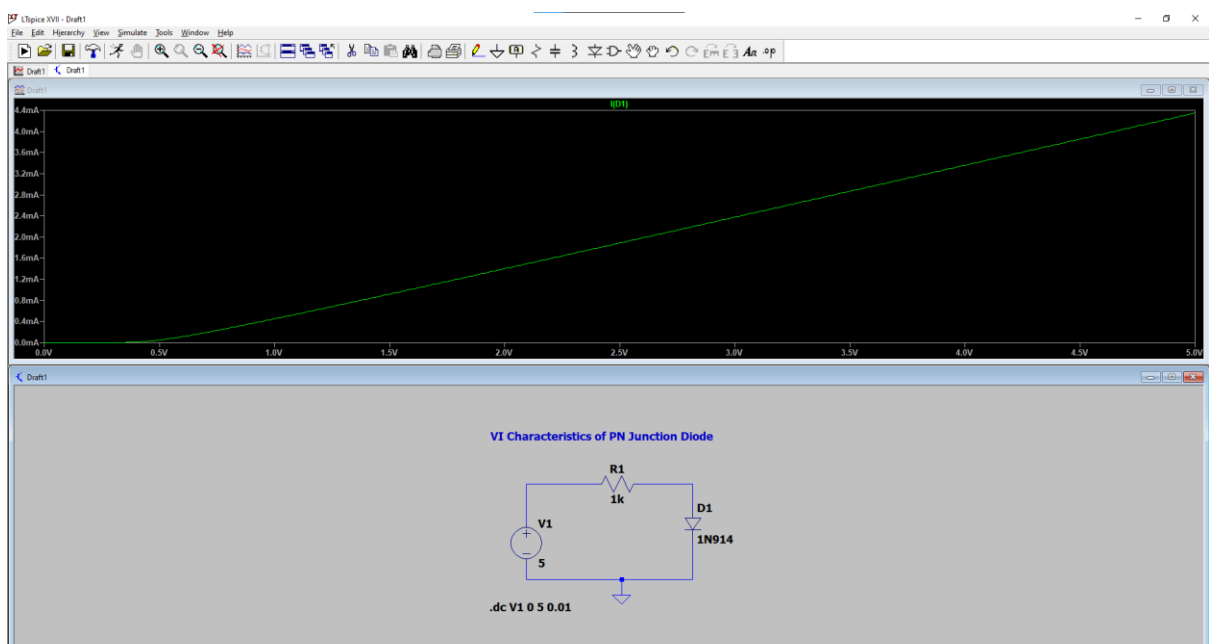 LTspice XVII - Draft1
File Edit Hierarchy View Simulate Tools Window Help
Aa .op
Draft1 Draft1
Draft1
I(D1)
4.4mA
4.0mA
3.6mA
3.2mA
2.8mA
2.4mA
2.0mA
1.6mA
1.2mA
0.8mA
0.4mA
0.0mA
0.0V 0.5V 1.0V 1.5V 2.0V 2.5V 3.0V 3.5V 4.0V 4.5V 5.0V
Draft1
VI Characteristics of PN Junction Diode
R1
1k
D1
V1
1N914
5
.dc V1 0 5 0.01